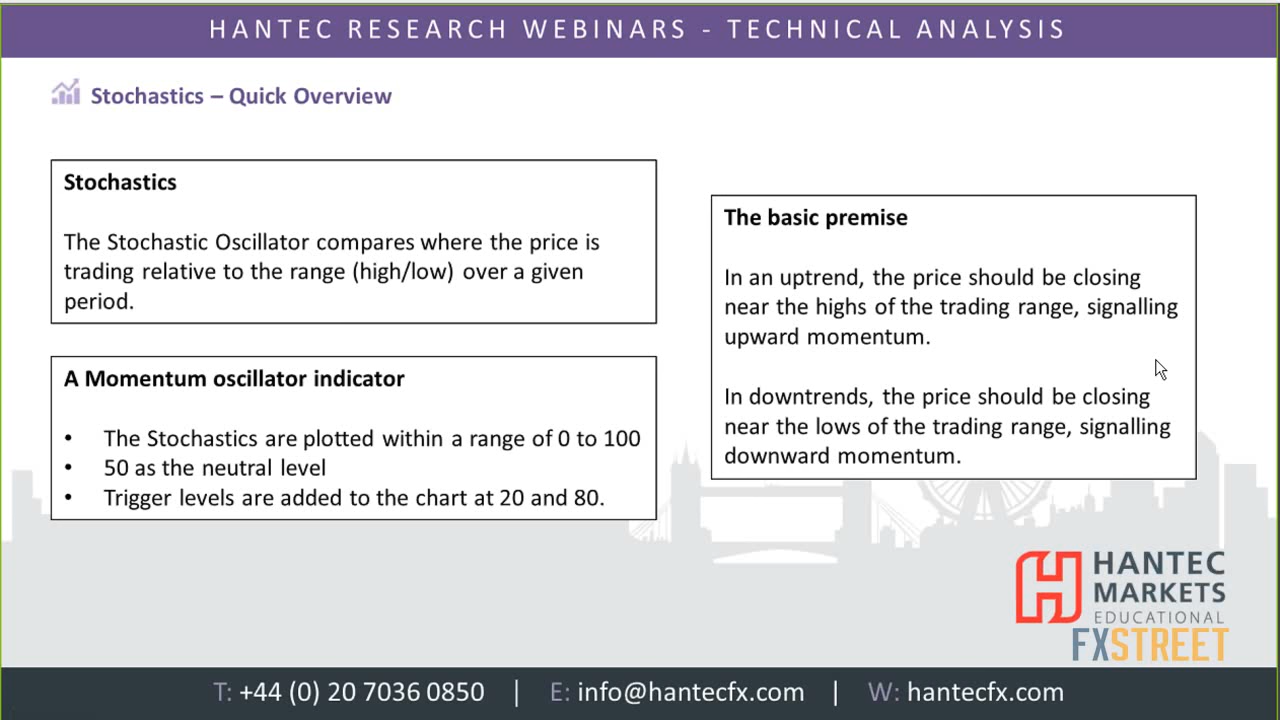 HANTEC RESEARCH WEBINARS - TECHNICAL ANALYSIS
Stochastics – Quick Overview
Stochastics
The Stochastic Oscillator compares where the price is
trading relative to the range (high/low) over a given
period.
A Momentum oscillator indicator
• The Stochastics are plotted within a range of 0 to 100
• 50 as the neutral level
• Trigger levels are added to the chart at 20 and 80.
The basic premise
In an uptrend, the price should be closing
near the highs of the trading range, signalling
upward momentum.
In downtrends, the price should be closing
near the lows of the trading range, signalling
downward momentum.
HANTEC
MARKETS
EDUCATIONAL
FXSTREET
T: +44 (0) 20 7036 0850 | E: info@hantecfx.com | W: hantecfx.com